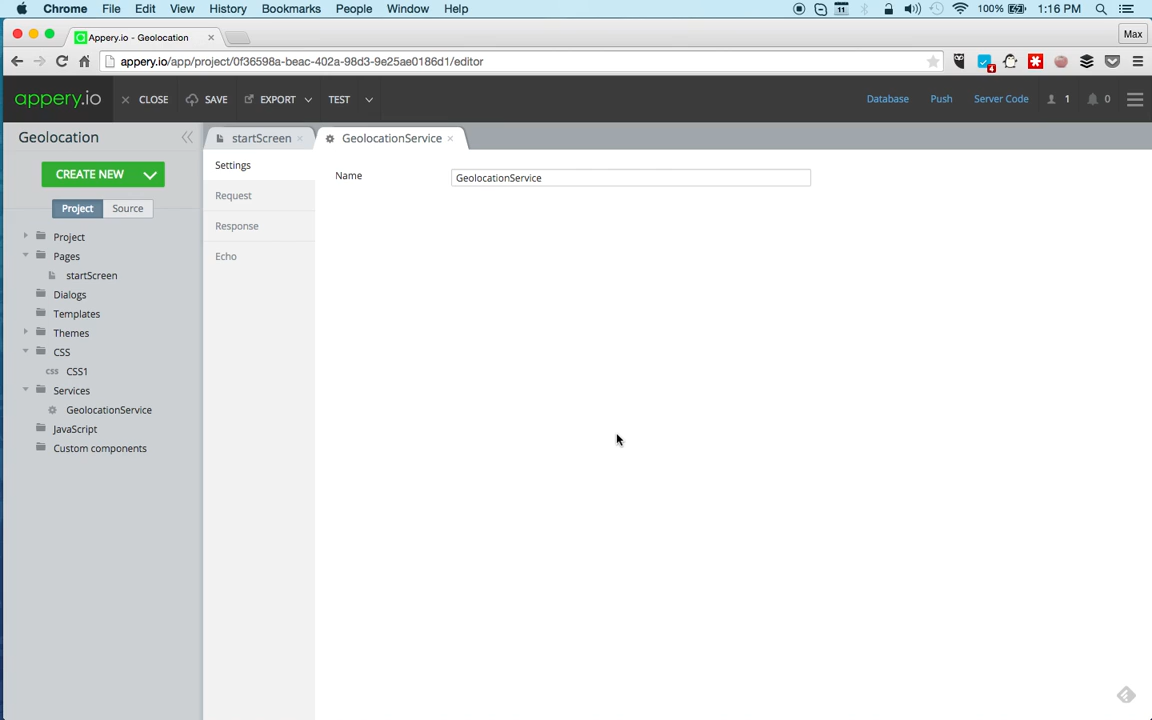 Chrome File Edit View History Bookmarks People Window Help 11 100% 1:16 PM
Appery.io - Geolocation × Max
appery.io/app/project/0f36598a-beac-402a-98d3-9e25ae0186d1/editor 4
appery.io × CLOSE SAVE EXPORT TEST Database Push Server Code 1 0
Geolocation startScreen × GeolocationService ×
CREATE NEW
Project Source
Project
Pages
startScreen
Dialogs
Templates
Themes
CSS
css CSS1
Services
GeolocationService
JavaScript
Custom components
Settings
Request
Response
Echo
Name GeolocationService